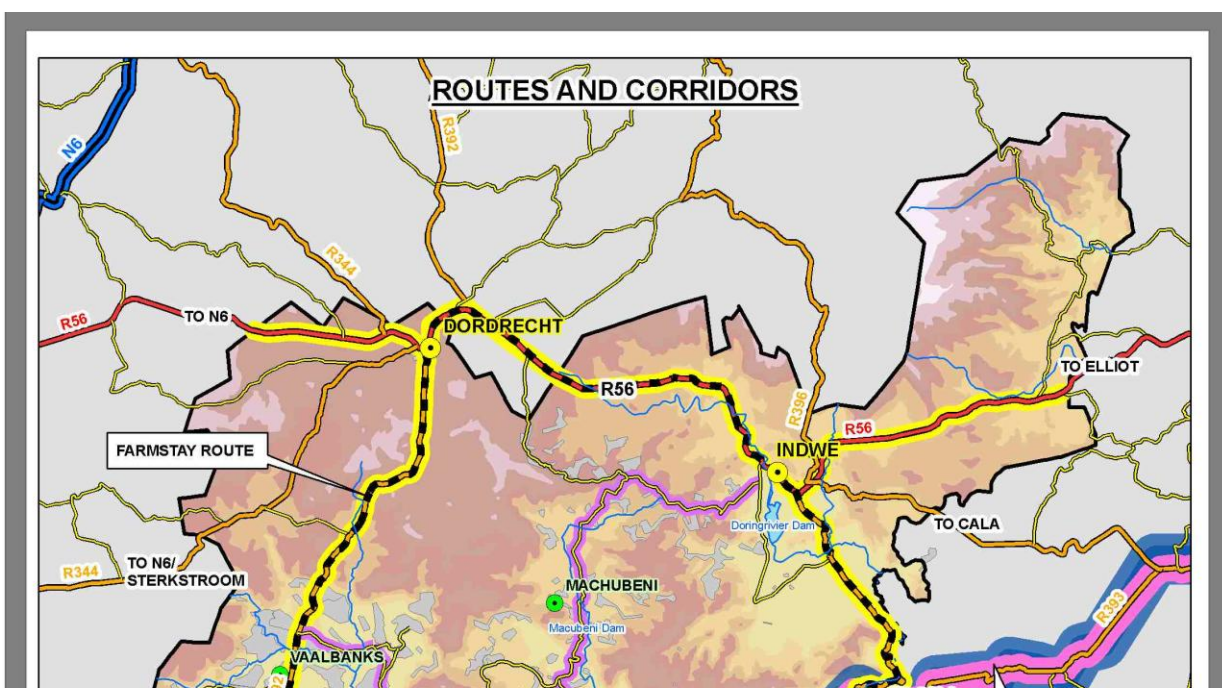 ROUTES AND CORRIDORS
N6
R392
R344
R56
TO N6
DORDRECHT
R56
TO ELLIOT
R396
R56
FARMSTAY ROUTE
INDWE
Doringrivier Dam
TO CALA
R344
TO N6/
STERKSTROOM
MACHUBENI
R393
Macubeni Dam
VAALBANKS